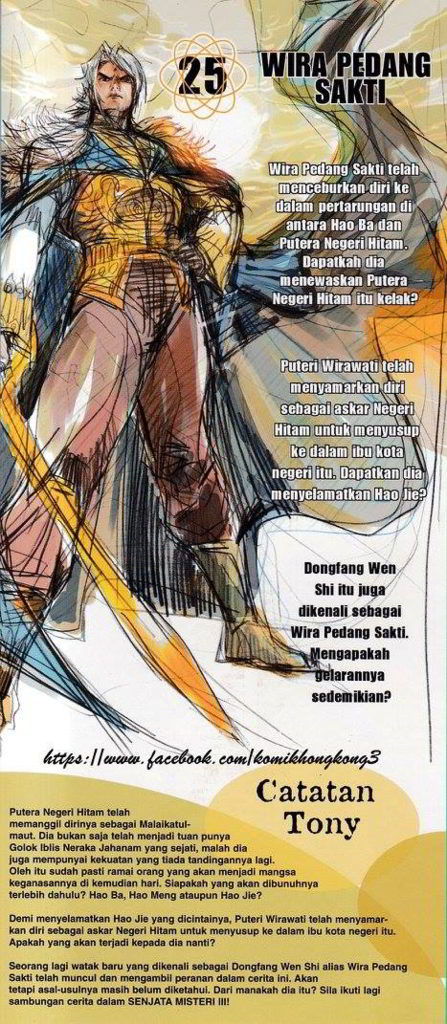 25
WIRA PEDANG
SAKTI
Wira Pedang Sakti telah
menceburkan diri ke
dalam pertarungan di
antara Hao Ba dan
Putera Negeri Hitam.
Dapatkah dia
menewaskan Putera
Negeri Hitam itu kelak?
Puteri Wirawati telah
menyamarkan diri
sebagai askar Negeri
Hitam untuk menyusup
ke dalam ibu kota
negeri itu. Dapatkan dia
menyelamatkan Hao Jie?
Dongfang Wen
Shi itu juga
dikenali sebagai
Wira Pedang Sakti.
Mengapakah
gelarannya
sedemikian?
https://www.facebook.com/komikhongkong3
Catatan
Tony
Putera Negeri Hitam telah
memanggil dirinya sebagai Malaikatul-
maut. Dia bukan saja telah menjadi tuan punya
Golok Iblis Neraka Jahanam yang sejati, malah dia
juga mempunyai kekuatan yang tiada tandingannya lagi.
Oleh itu sudah pasti ramai orang yang akan menjadi mangsa
keganasannya di kemudian hari. Siapakah yang akan dibunuhnya
terlebih dahulu? Hao Ba, Hao Meng ataupun Hao Jie?
Demi menyelamatkan Hao Jie yang dicintainya, Puteri Wirawati telah menyamar-
kan diri sebagai askar Negeri Hitam untuk menyusup ke dalam ibu kota negeri itu.
Apakah yang akan terjadi kepada dia nanti?
Seorang lagi watak baru yang dikenali sebagai Dongfang Wen Shi alias Wira Pedang
Sakti telah muncul dan mengambil peranan dalam cerita ini. Akan
tetapi asal-usulnya masih belum diketahui. Dari manakah dia itu? Sila ikuti lagi
sambungan cerita dalam SENJATA MISTERI III!